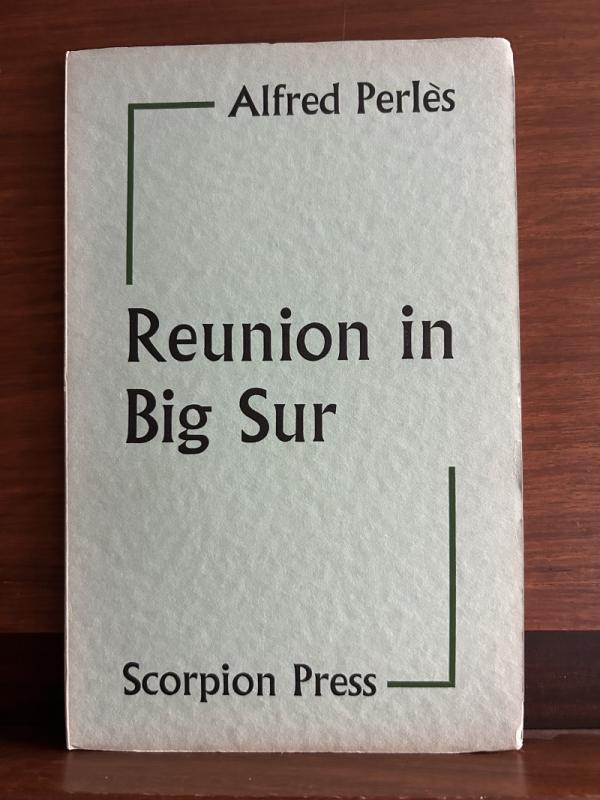 Alfred Perlès
Reunion in
Big Sur
Scorpion Press